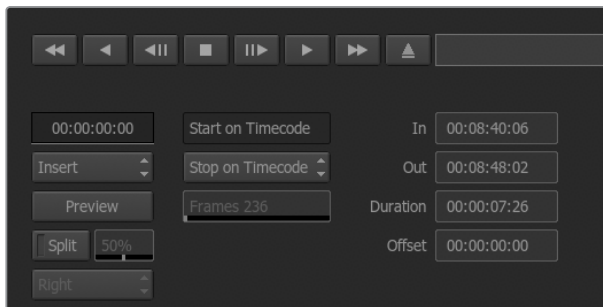 00:00:00:00 Start on Timecode In 00:08:40:06
Insert Stop on Timecode Out 00:08:48:02
Preview Frames 236 Duration 00:00:07:26
Split 50% Offset 00:00:00:00
Right